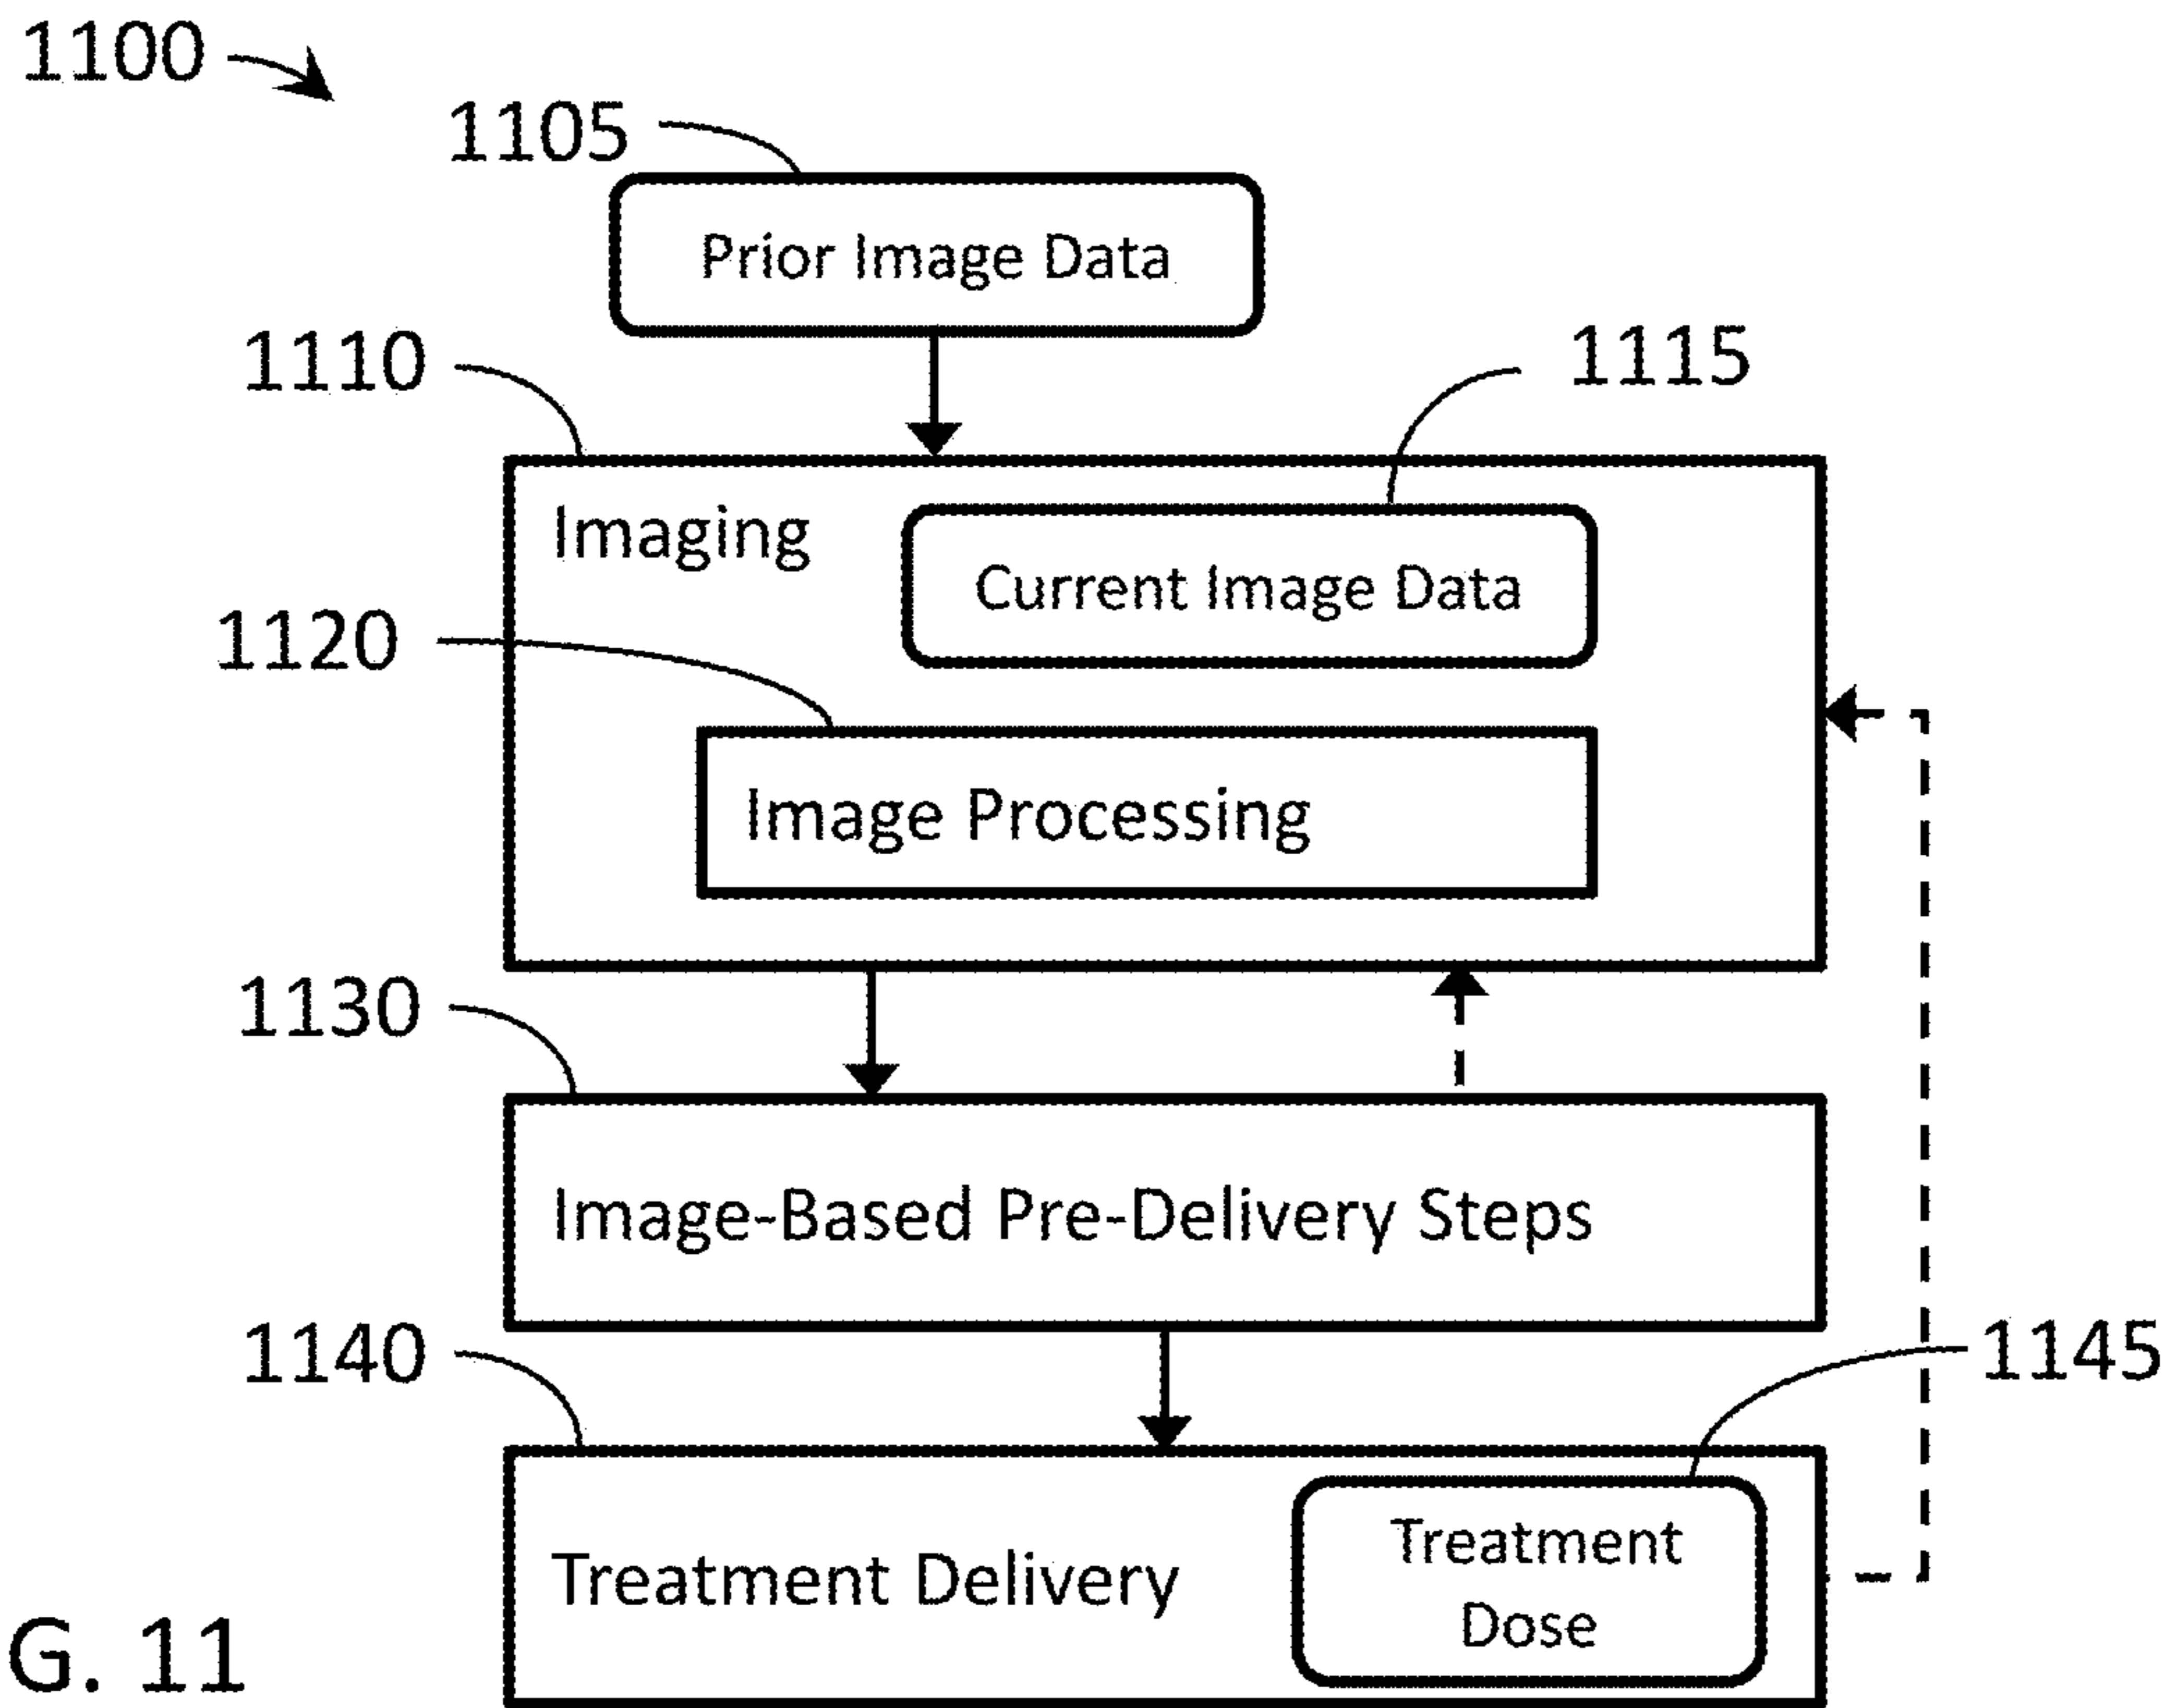 1100
1105
Prior Image Data
1110
1115
Imaging
Current Image Data
1120
Image Processing
1130
Image-Based Pre-Delivery Steps
1140
1145
Treatment Delivery
Treatment
Dose
G. 11